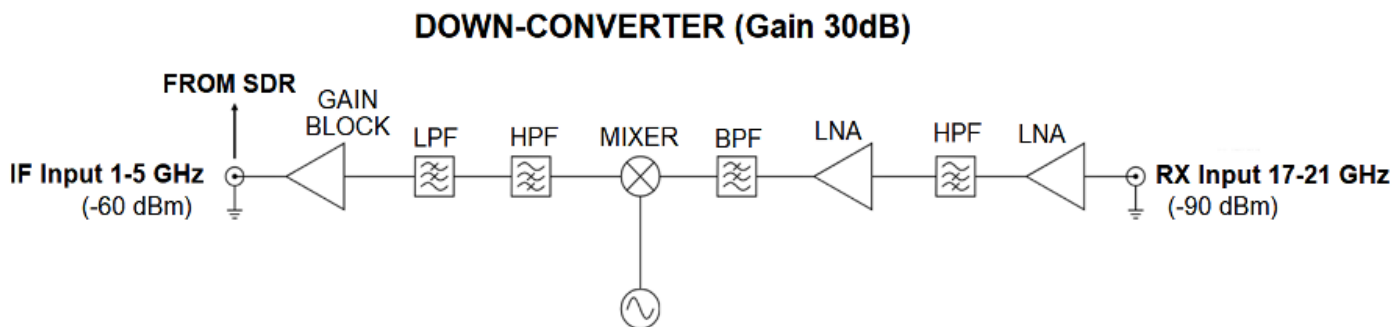 DOWN-CONVERTER (Gain 30dB)
FROM SDR
GAIN
BLOCK
LPF
HPF
MIXER
BPF
LNA
HPF
LNA
IF Input 1-5 GHz
(-60 dBm)
RX Input 17-21 GHz
(-90 dBm)